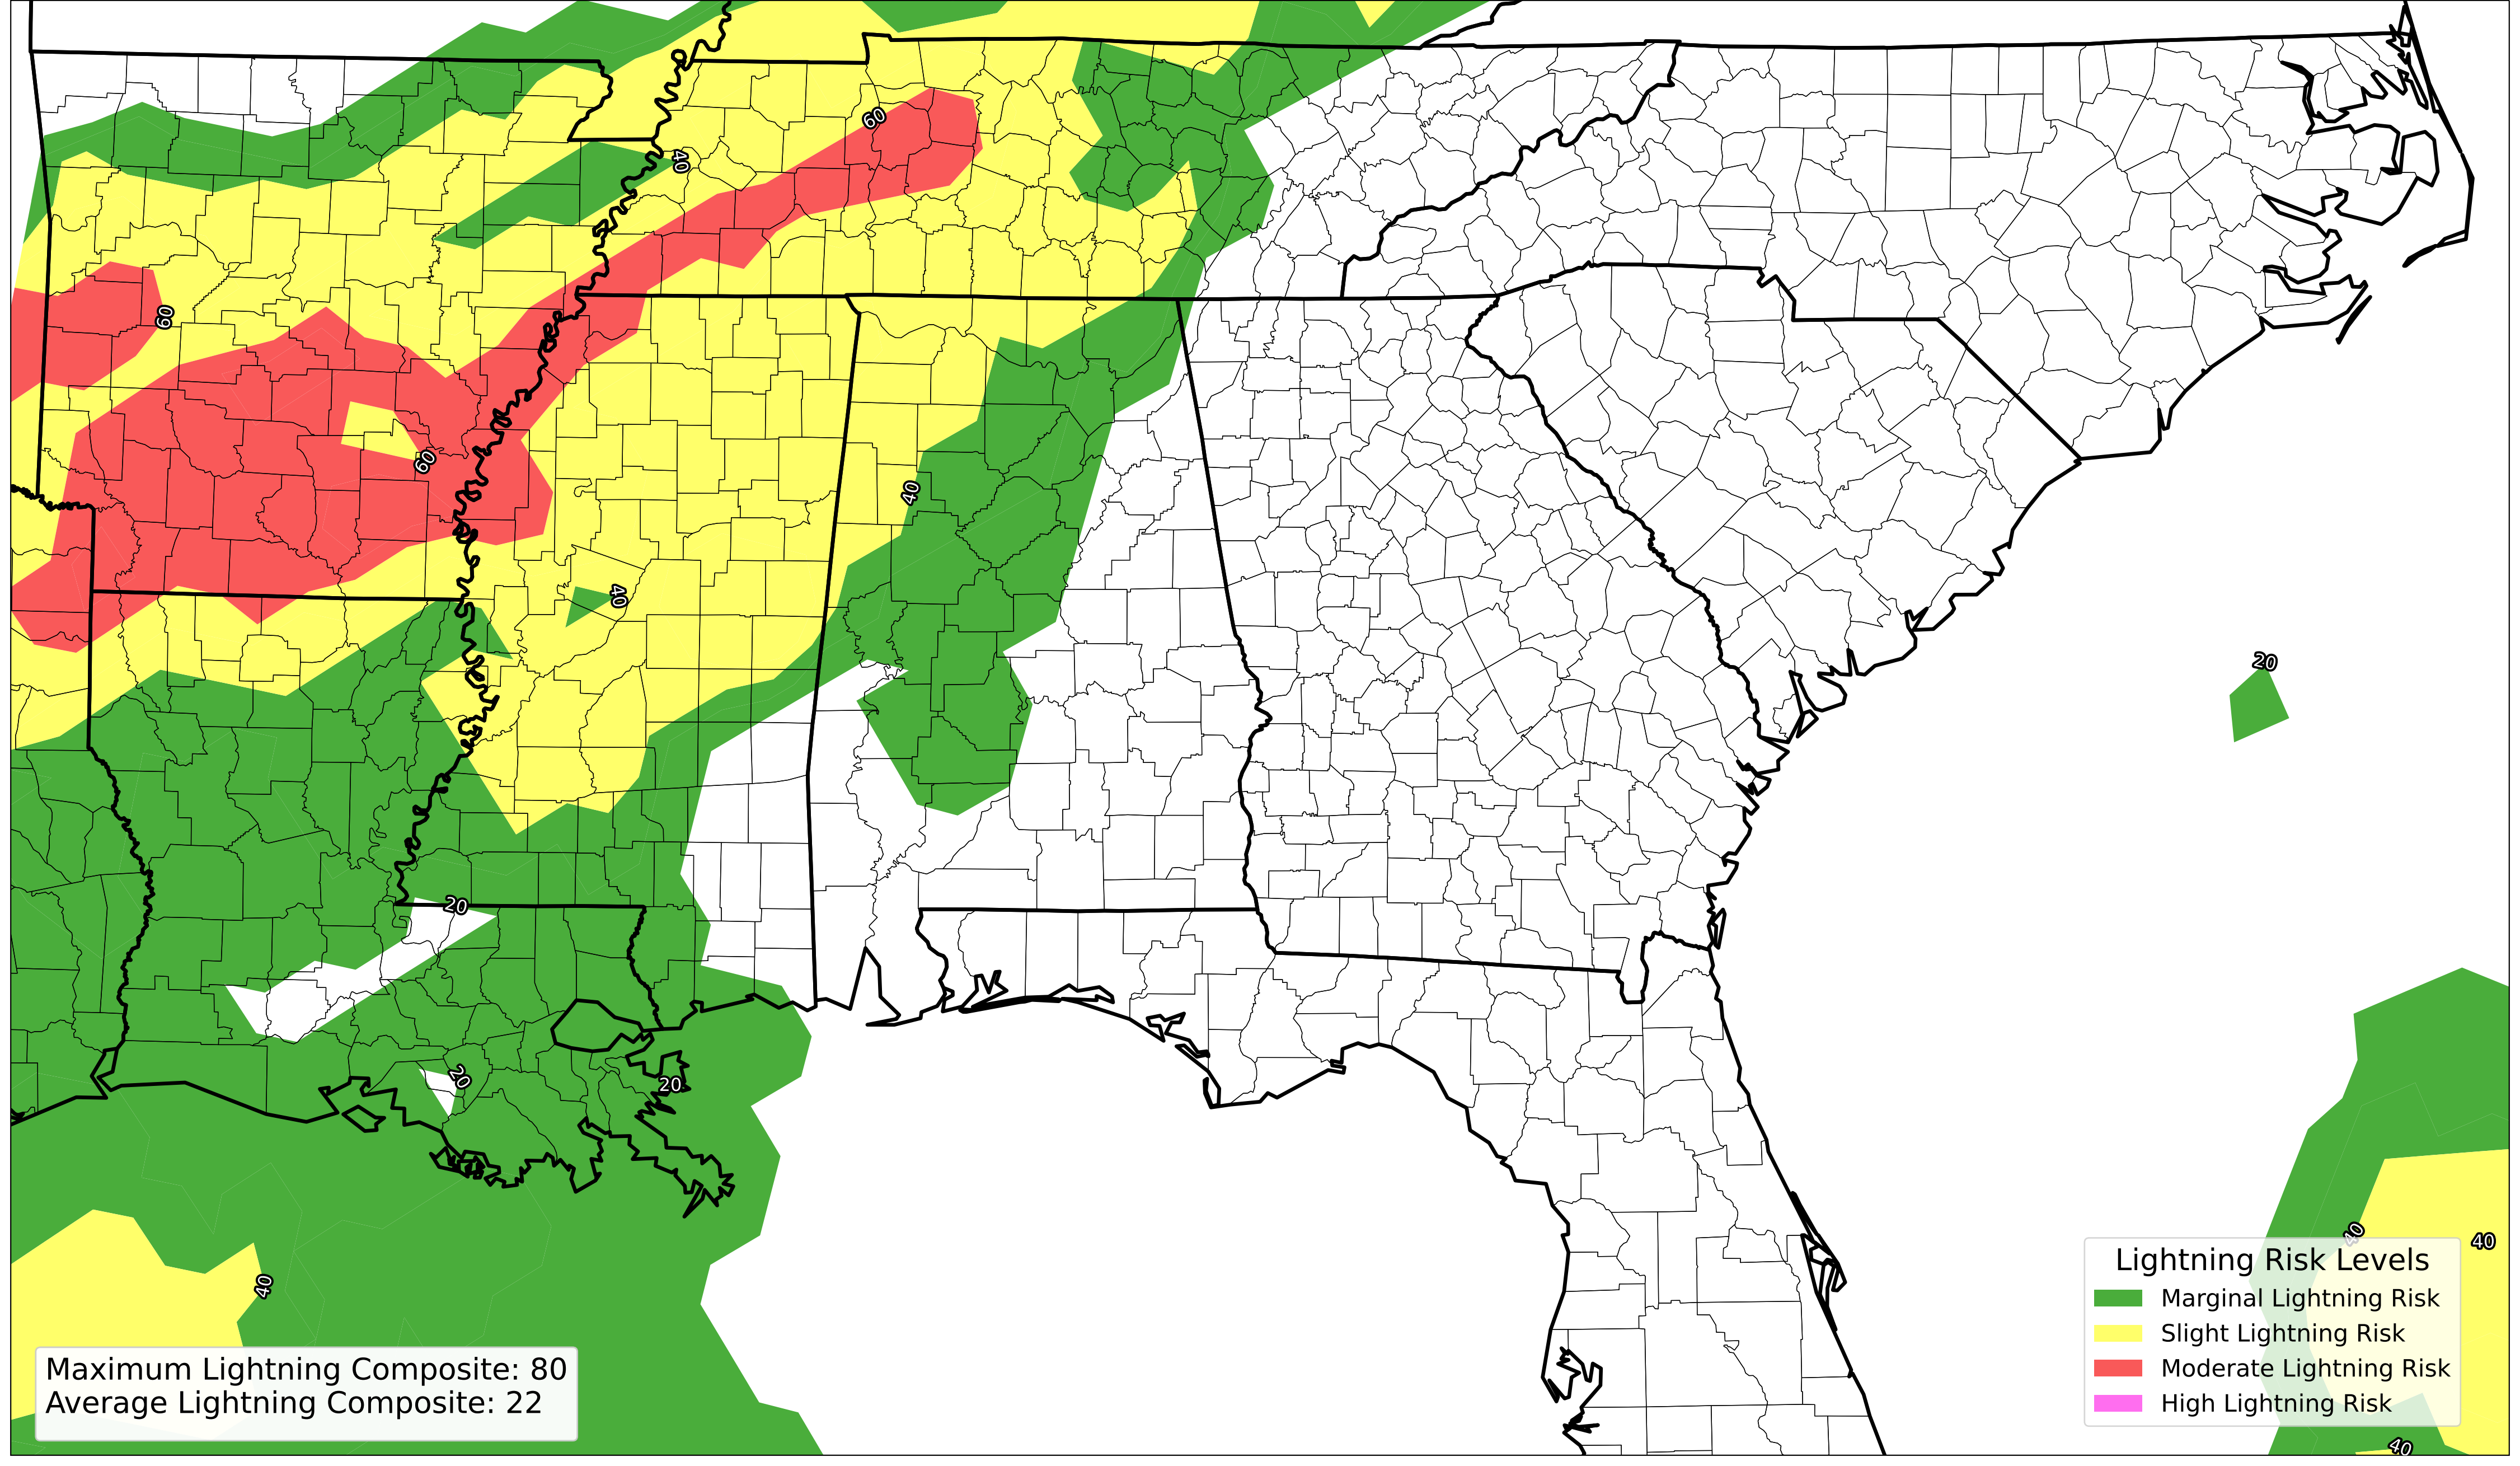 60
40
60
60
40
40
20
20
20
20
40
40
40
40
Maximum Lightning Composite: 80
Average Lightning Composite: 22
Lightning Risk Levels
Marginal Lightning Risk
Slight Lightning Risk
Moderate Lightning Risk
High Lightning Risk